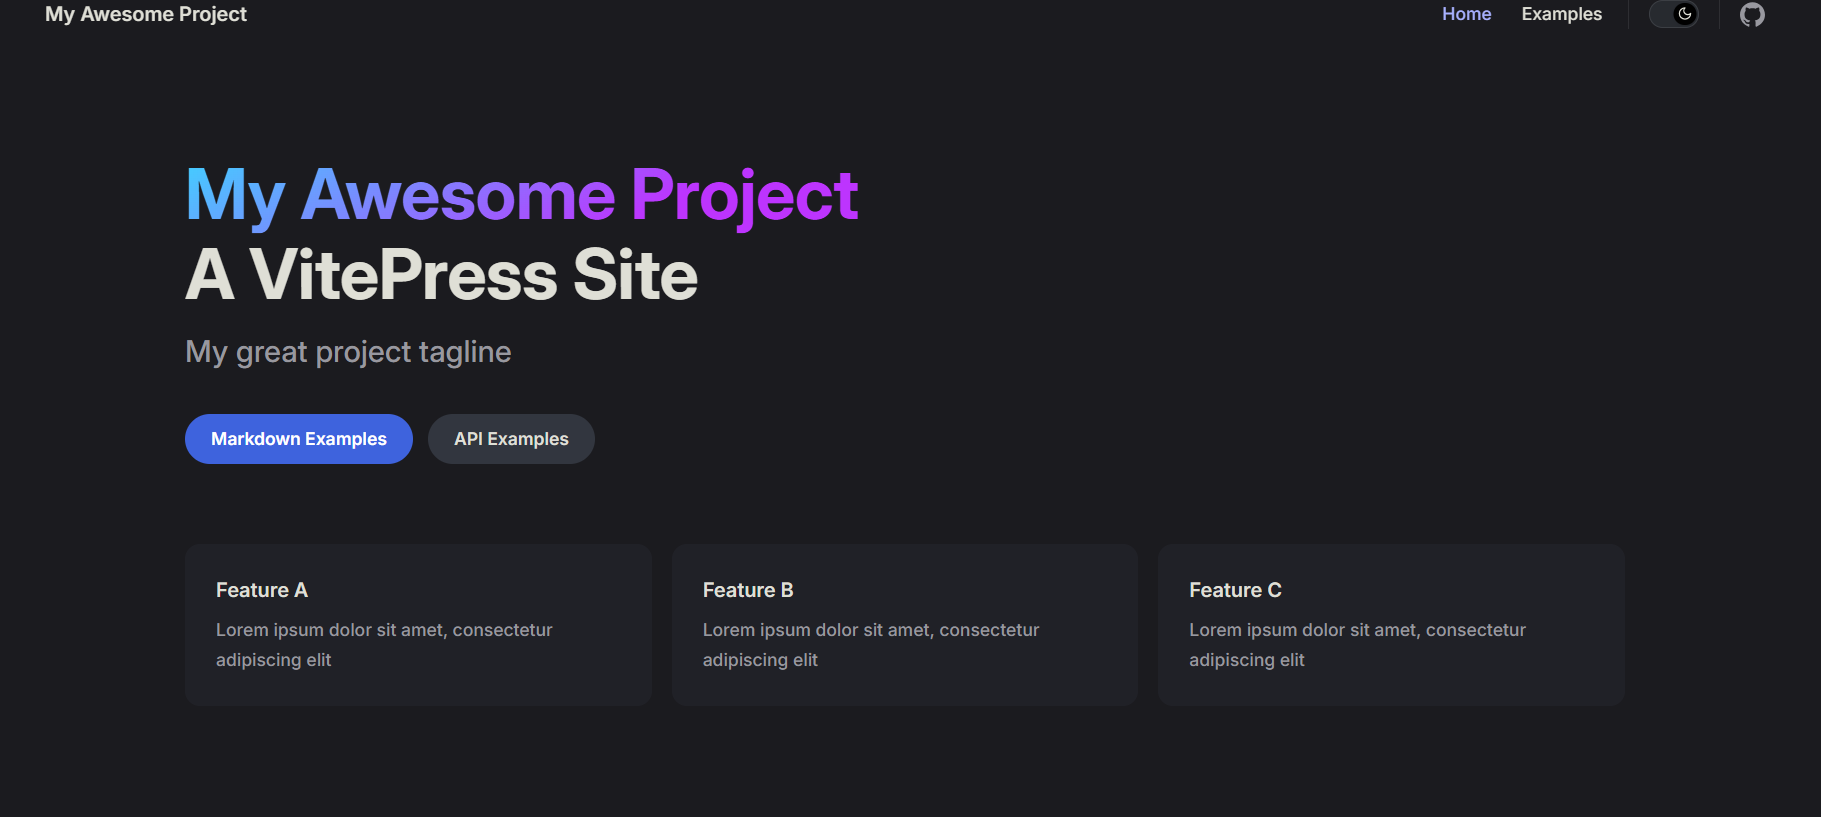 My Awesome Project
Home Examples
My Awesome Project
A VitePress Site
My great project tagline
Markdown Examples
API Examples
Feature A
Lorem ipsum dolor sit amet, consectetur
adipiscing elit
Feature B
Lorem ipsum dolor sit amet, consectetur
adipiscing elit
Feature C
Lorem ipsum dolor sit amet, consectetur
adipiscing elit